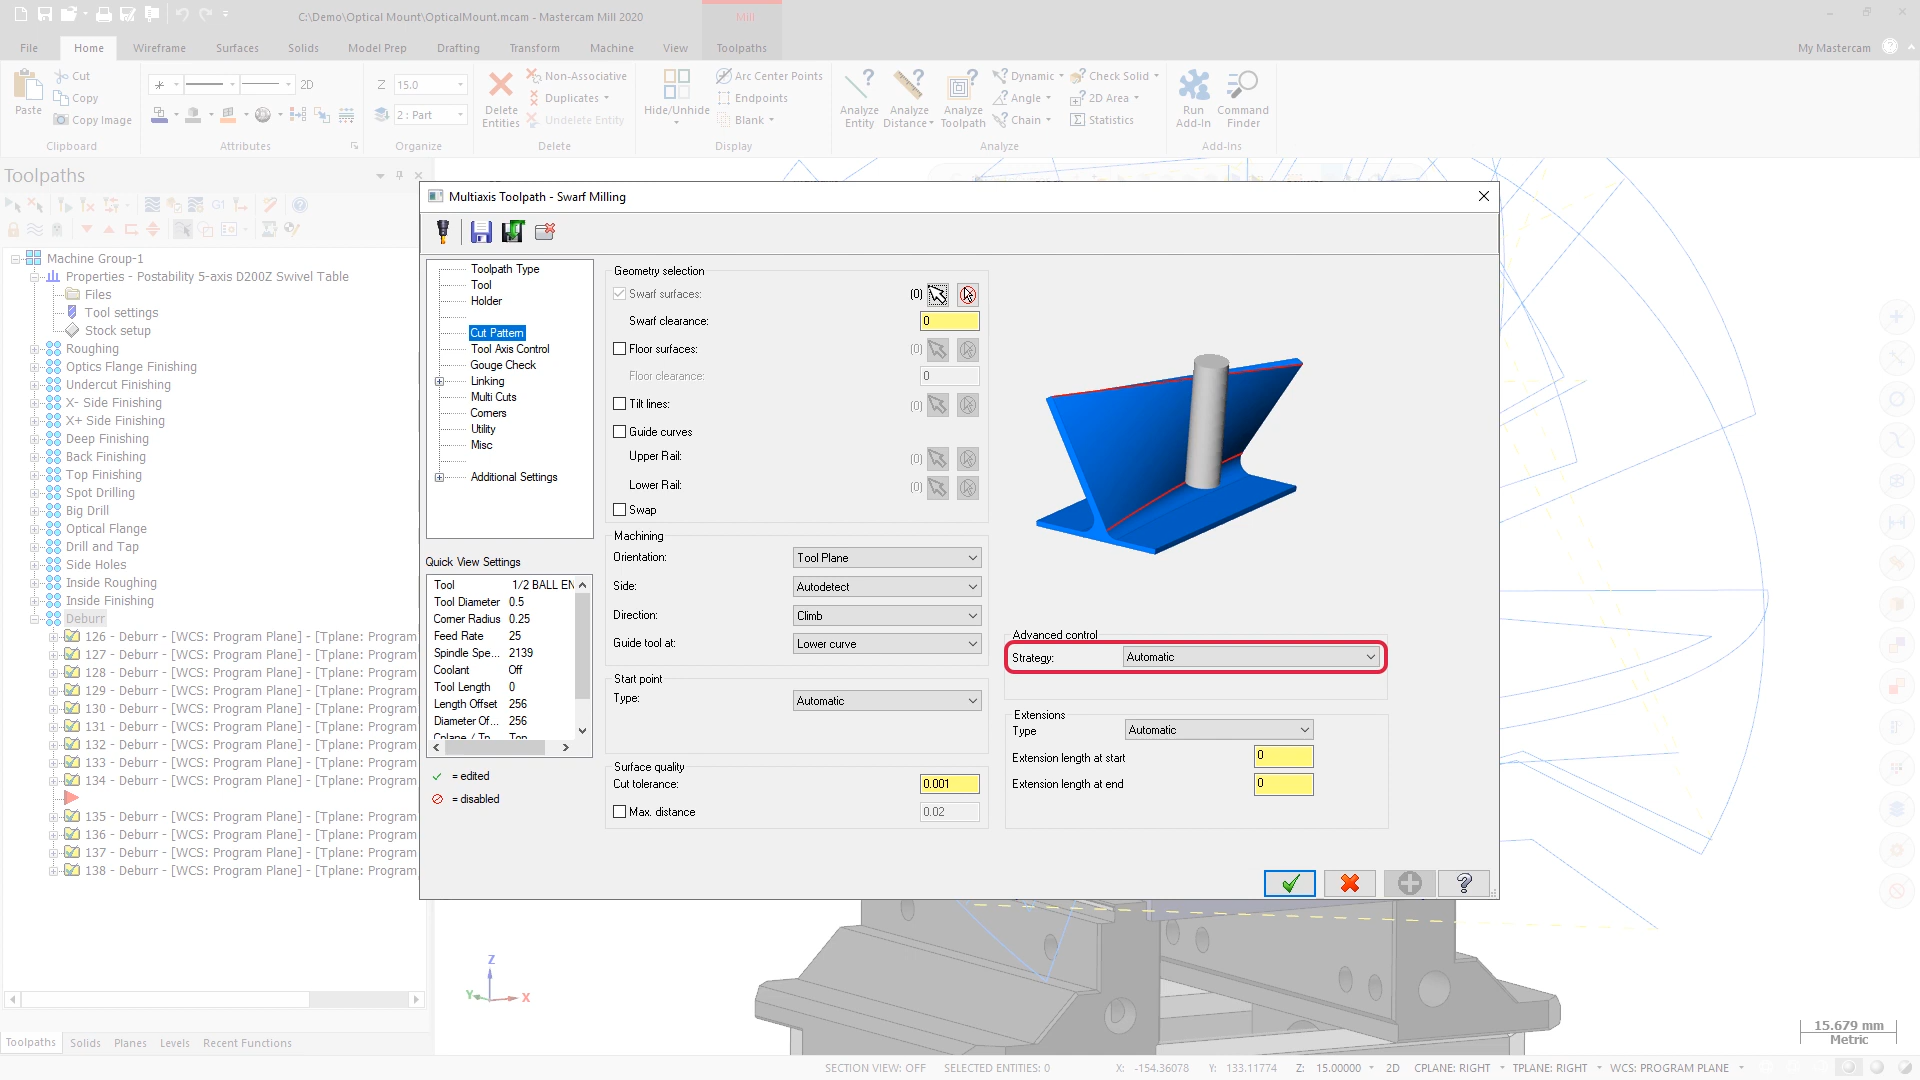 C:\Demo\Optical Mount\OpticalMount.mcam - Mastercam Mill 2020
Mill
File Home Wireframe Surfaces Solids Model Prep Drafting Transform Machine View Toolpaths
My Mastercam
Paste
Cut
Copy
Copy Image
Clipboard
2D
Attributes
Z 15.0
2 : Part
Organize
Delete Entities
Non-Associative
Duplicates
Undelete Entity
Delete
Hide/Unhide
Arc Center Points
Endpoints
Blank
Display
Analyze Entity
Analyze Distance
Analyze Toolpath
Dynamic
Angle
Chain
Check Solid
2D Area
Statistics
Analyze
Run Add-In
Command Finder
Add-Ins
Toolpaths
G1
Machine Group-1
Properties - Postability 5-axis D200Z Swivel Table
Files
Tool settings
Stock setup
Roughing
Optics Flange Finishing
Undercut Finishing
X- Side Finishing
X+ Side Finishing
Deep Finishing
Back Finishing
Top Finishing
Spot Drilling
Big Drill
Optical Flange
Drill and Tap
Side Holes
Inside Roughing
Inside Finishing
Deburr
126 - Deburr - [WCS: Program Plane] - [Tplane: Program
127 - Deburr - [WCS: Program Plane] - [Tplane: Program
128 - Deburr - [WCS: Program Plane] - [Tplane: Program
129 - Deburr - [WCS: Program Plane] - [Tplane: Program
130 - Deburr - [WCS: Program Plane] - [Tplane: Program
131 - Deburr - [WCS: Program Plane] - [Tplane: Program
132 - Deburr - [WCS: Program Plane] - [Tplane: Program
133 - Deburr - [WCS: Program Plane] - [Tplane: Program
134 - Deburr - [WCS: Program Plane] - [Tplane: Program
135 - Deburr - [WCS: Program Plane] - [Tplane: Program
136 - Deburr - [WCS: Program Plane] - [Tplane: Program
137 - Deburr - [WCS: Program Plane] - [Tplane: Program
138 - Deburr - [WCS: Program Plane] - [Tplane: Program
Toolpaths Solids Planes Levels Recent Functions
Multiaxis Toolpath - Swarf Milling
Toolpath Type
Tool
Holder
Cut Pattern
Tool Axis Control
Gouge Check
Linking
Multi Cuts
Corners
Utility
Misc
Additional Settings
Quick View Settings
Tool 1/2 BALL EN
Tool Diameter 0.5
Corner Radius 0.25
Feed Rate 25
Spindle Spe... 2139
Coolant Off
Tool Length 0
Length Offset 256
Diameter Of... 256
Cplane / Tp... Top
= edited
= disabled
Geometry selection
Swarf surfaces: (0)
Swarf clearance: 0
Floor surfaces: (0)
Floor clearance: 0
Tilt lines: (0)
Guide curves
Upper Rail: (0)
Lower Rail: (0)
Swap
Machining
Orientation: Tool Plane
Side: Autodetect
Direction: Climb
Guide tool at: Lower curve
Start point
Type: Automatic
Surface quality
Cut tolerance: 0.001
Max. distance 0.02
Advanced control
Strategy: Automatic
Extensions
Type Automatic
Extension length at start 0
Extension length at end 0
Z
Y
X
15.679 mm
Metric
SECTION VIEW: OFF SELECTED ENTITIES: 0 X: -154.36078 Y: 133.11774 Z: 15.00000 2D CPLANE: RIGHT TPLANE: RIGHT WCS: PROGRAM PLANE